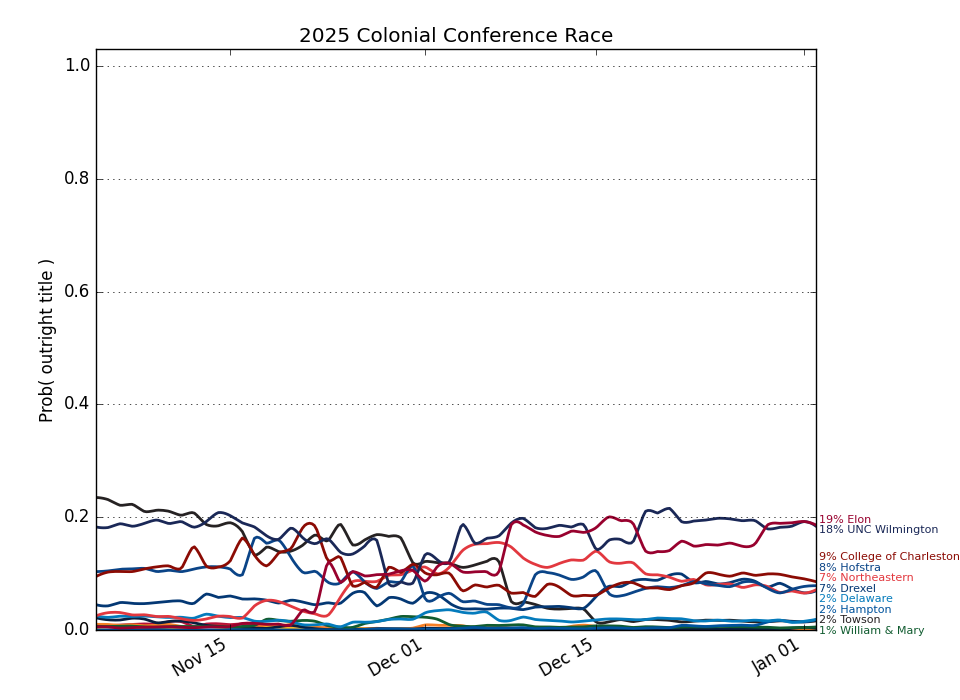 2025 Colonial Conference Race
1.0
0.8
0.6
0.4
0.2
0.0
Prob( outright title )
Nov 15
Dec 01
Dec 15
Jan 01
19% Elon
18% UNC Wilmington
9% College of Charleston
8% Hofstra
7% Northeastern
7% Drexel
2% Delaware
2% Hampton
2% Towson
1% William & Mary